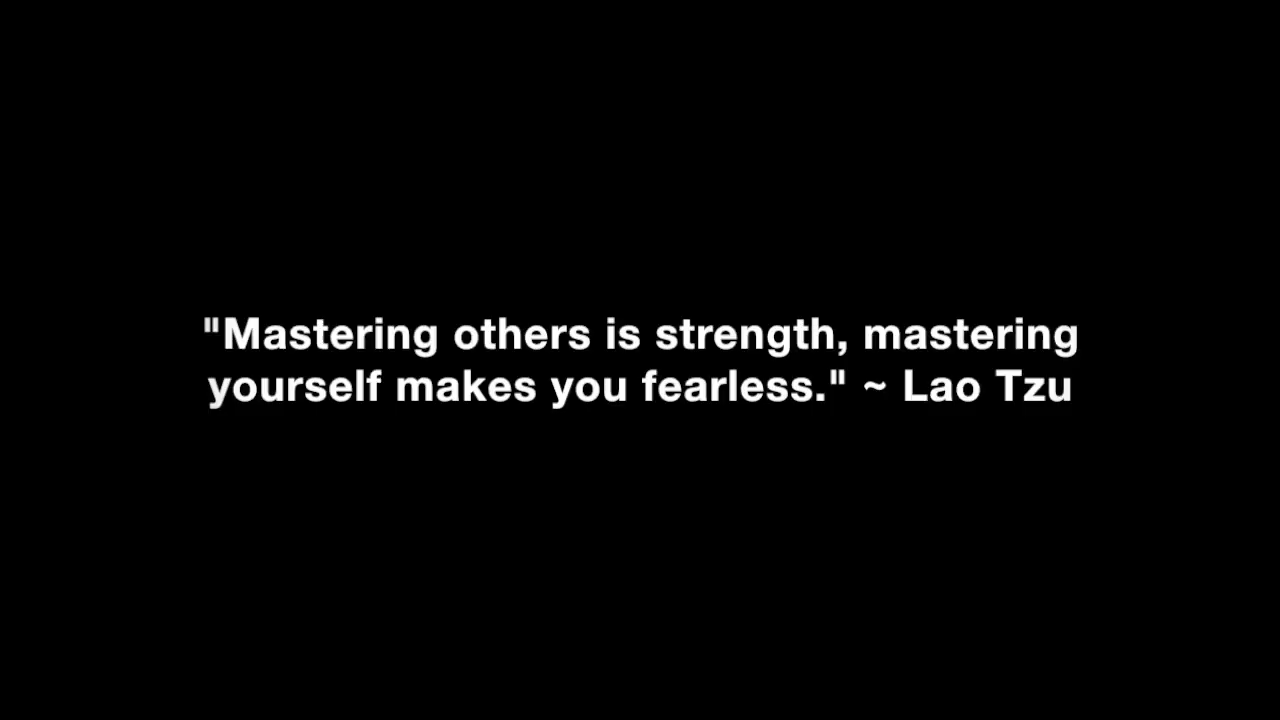 "Mastering others is strength, mastering
yourself makes you fearless." ~ Lao Tzu